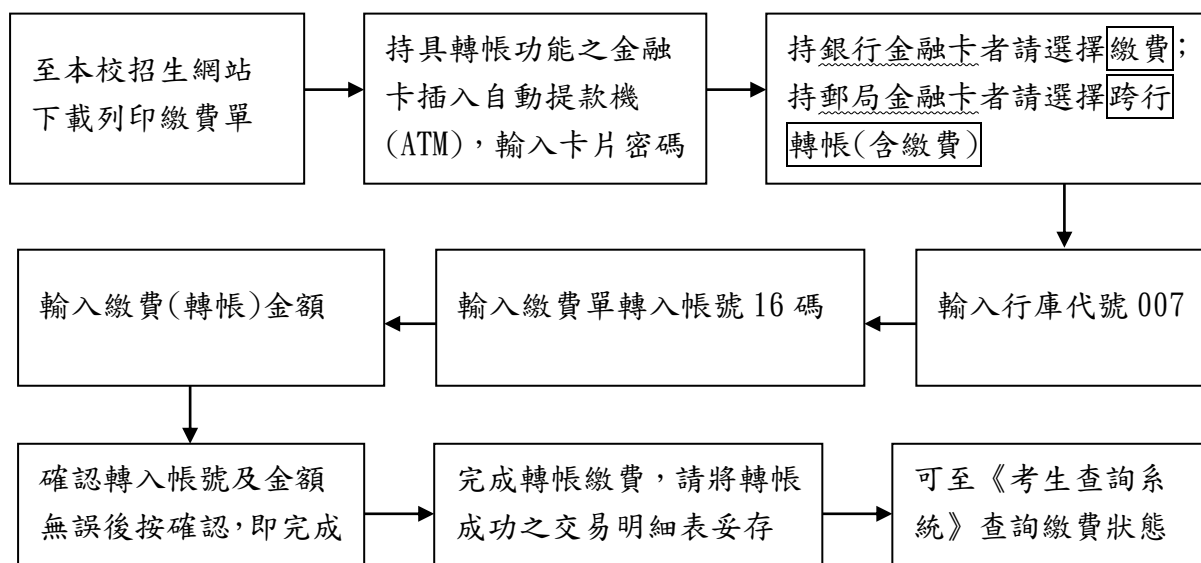 至本校招生網站
下載列印繳費單
持具轉帳功能之金融
卡插入自動提款機
(ATM)，輸入卡片密碼
持銀行金融卡者請選擇繳費；
持郵局金融卡者請選擇跨行
轉帳(含繳費)
輸入行庫代號 007
輸入繳費單轉入帳號 16 碼
輸入繳費(轉帳)金額
確認轉入帳號及金額
無誤後按確認，即完成
完成轉帳繳費，請將轉帳
成功之交易明細表妥存
可至《考生查詢系
統》查詢繳費狀態